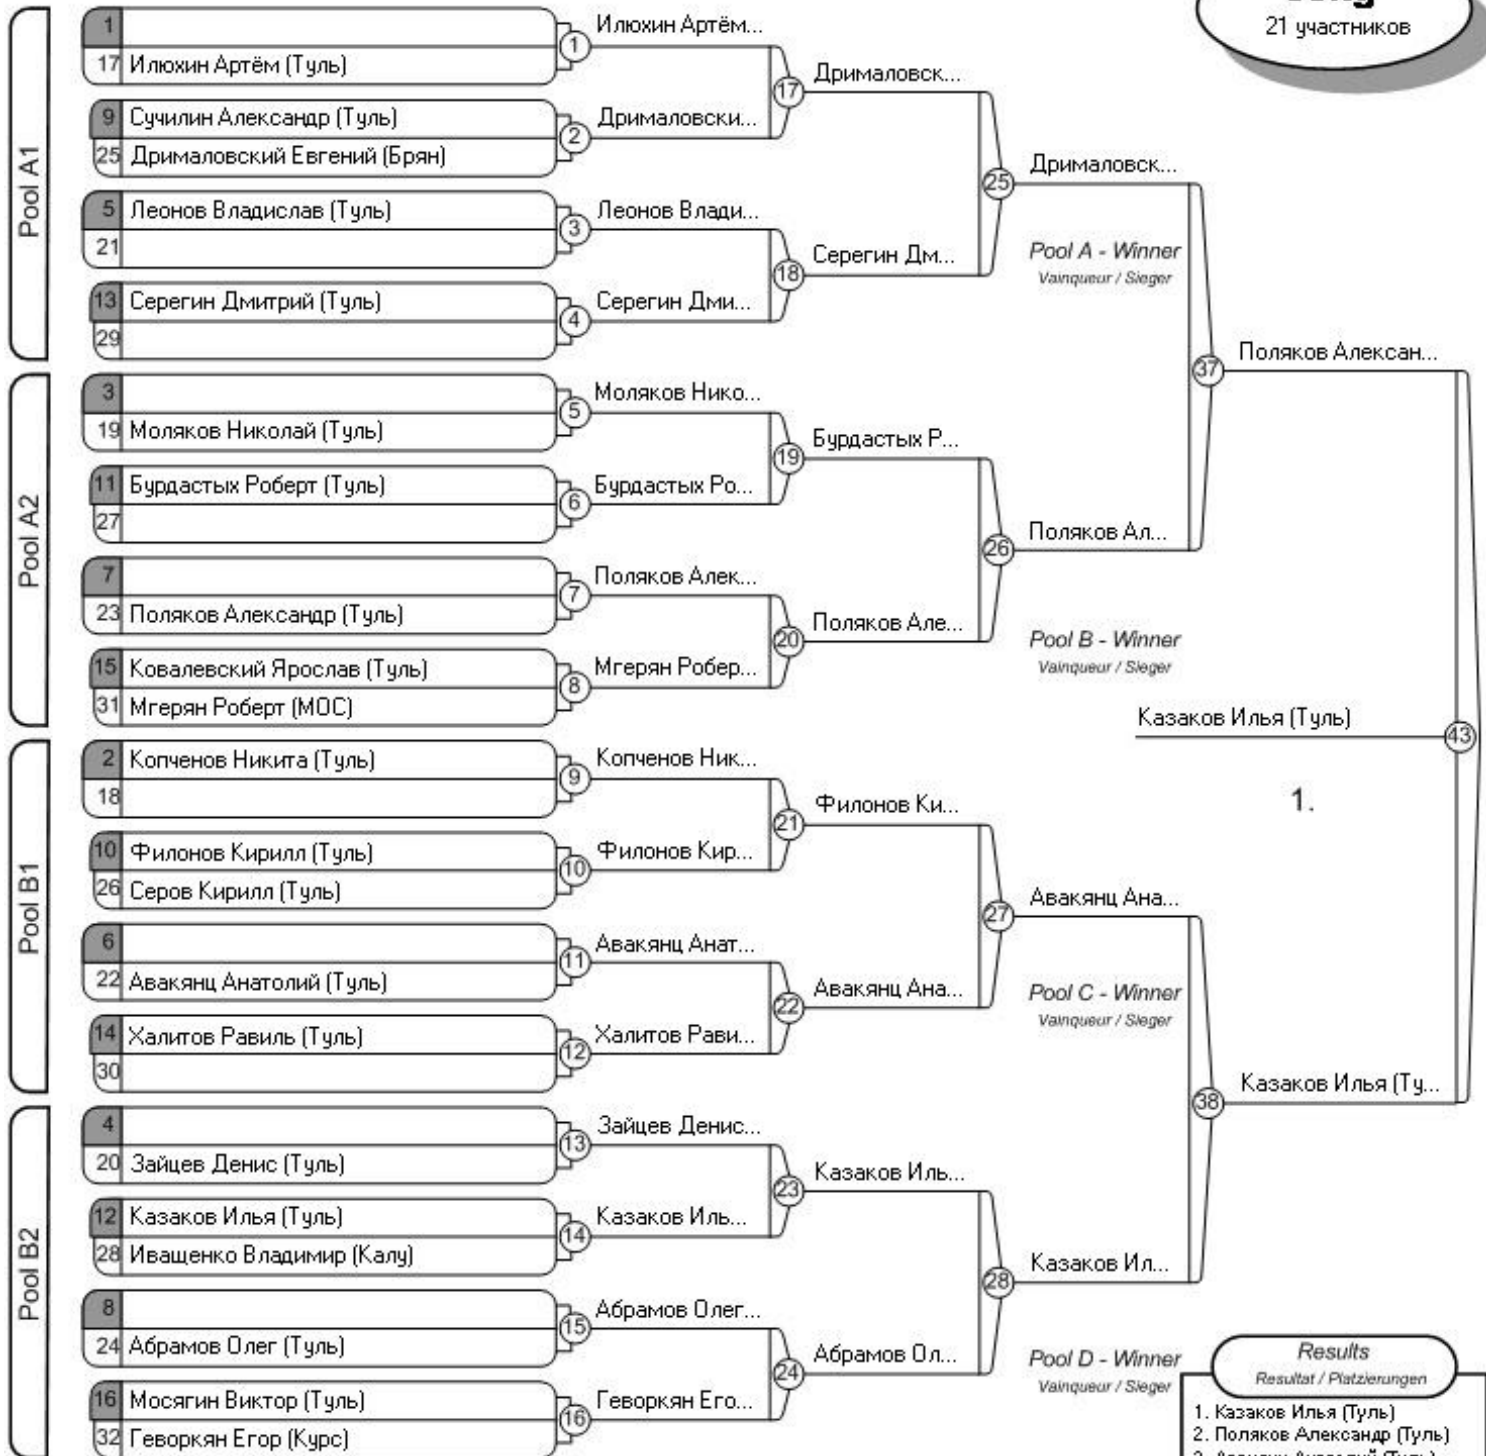 21 участников
Pool A1
1
17 Илюхин Артём (Туль)
9 Сучилин Александр (Туль)
25 Дрималовский Евгений (Брян)
5 Леонов Владислав (Туль)
21
13 Серегин Дмитрий (Туль)
29
Pool A2
3
19 Моляков Николай (Туль)
11 Бурдастых Роберт (Туль)
27
7
23 Поляков Александр (Туль)
15 Ковалевский Ярослав (Туль)
31 Мгерян Роберт (МОС)
Pool B1
2 Копченов Никита (Туль)
18
10 Филонов Кирилл (Туль)
26 Серов Кирилл (Туль)
6
22 Авакянц Анатолий (Туль)
14 Халитов Равиль (Туль)
30
Pool B2
4
20 Зайцев Денис (Туль)
12 Казаков Илья (Туль)
28 Иващенко Владимир (Калу)
8
24 Абрамов Олег (Туль)
16 Мосягин Виктор (Туль)
32 Геворкян Егор (Курс)
1 Илюхин Артём...
2 Дрималовски...
3 Леонов Влади...
4 Серегин Дми...
5 Моляков Нико...
6 Бурдастых Ро...
7 Поляков Алек...
8 Мгерян Робер...
9 Копченов Ник...
10 Филонов Кир...
11 Авакянц Анат...
12 Халитов Рави...
13 Зайцев Денис...
14 Казаков Иль...
15 Абрамов Олег...
16 Геворкян Его...
17 Дрималовск...
18 Серегин Дм...
19 Бурдастых Р...
20 Поляков Але...
21 Филонов Ки...
22 Авакянц Ана...
23 Казаков Иль...
24 Абрамов Ол...
25 Дрималовск...
Pool A - Winner
Vainqueur / Sieger
26 Поляков Ал...
Pool B - Winner
Vainqueur / Sieger
27 Авакянц Ана...
Pool C - Winner
Vainqueur / Sieger
28 Казаков Ил...
Pool D - Winner
Vainqueur / Sieger
37 Поляков Алексан...
38 Казаков Илья (Ту...
Казаков Илья (Туль) 43
1.
Results
Resultat / Platzierungen
1. Казаков Илья (Туль)
2. Поляков Александр (Туль)